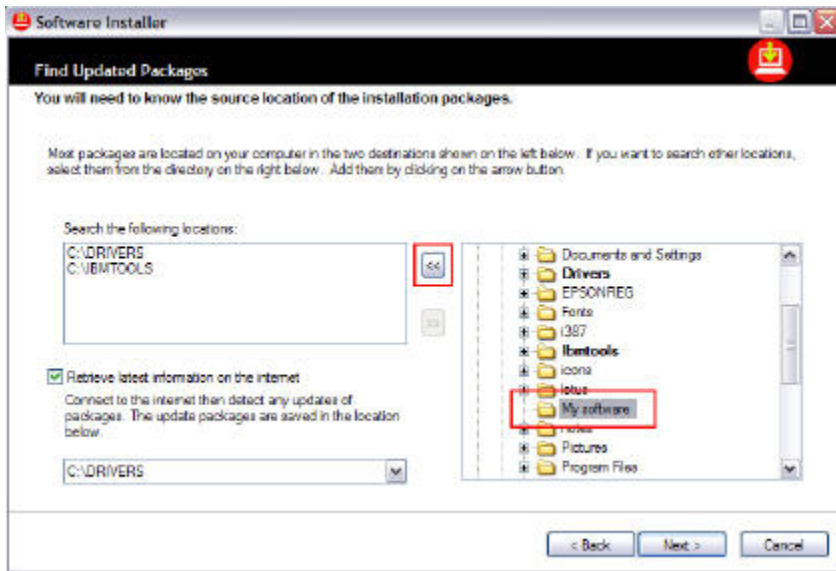 Software Installer
Find Updated Packages
You will need to know the source location of the installation packages.
Most packages are located on your computer in the two destinations shown on the left below. If you want to search other locations,
select them from the directory on the right below. Add them by clicking on the arrow button.
Search the following locations:
C:\DRIVERS
C:\IBMTOOLS
<<
>>
Documents and Settings
Drivers
EPSONREG
Fonts
i387
Ibmtools
icons
lotus
My software
notes
Pictures
Program Files
Retrieve latest information on the internet
Connect to the internet then detect any updates of
packages. The update packages are saved in the location
below.
C:\DRIVERS
< Back
Next >
Cancel